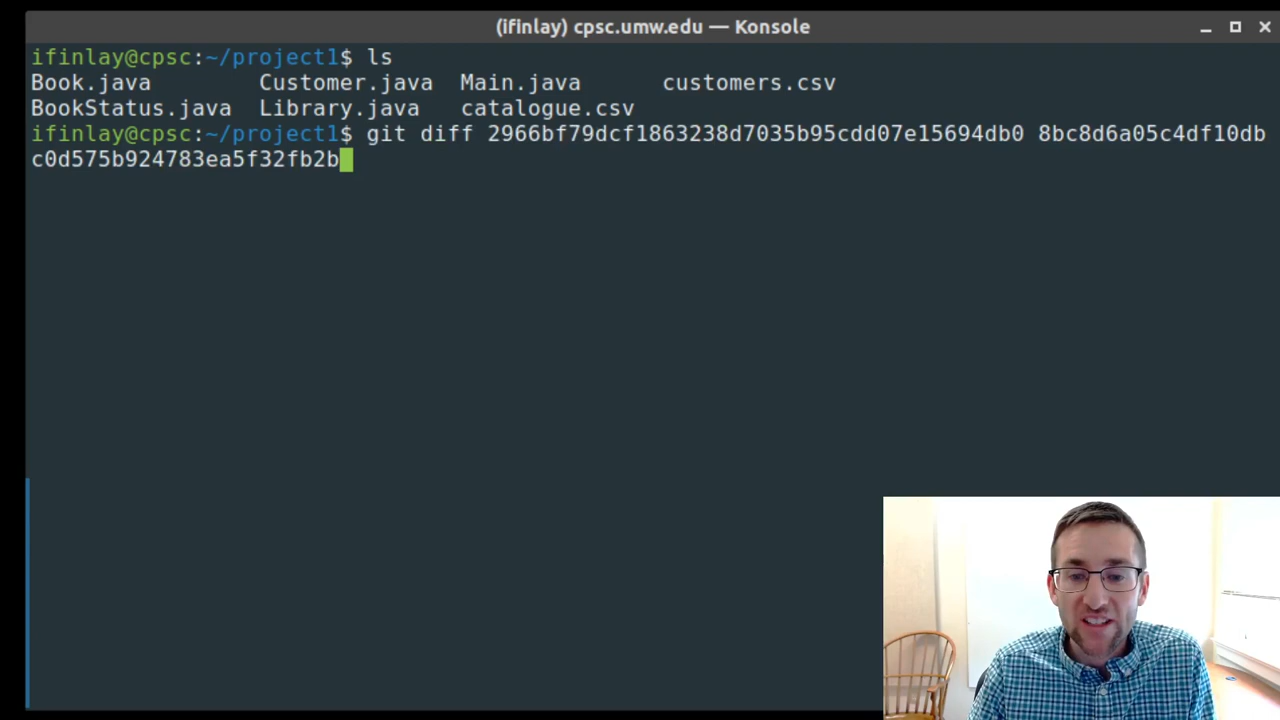 (ifinlay) cpsc.umw.edu — Konsole
ifinlay@cpsc:~/project1$ ls
Book.java Customer.java Main.java customers.csv
BookStatus.java Library.java catalogue.csv
ifinlay@cpsc:~/project1$ git diff 2966bf79dcf1863238d7035b95cdd07e15694db0 8bc8d6a05c4df10db
c0d575b924783ea5f32fb2b